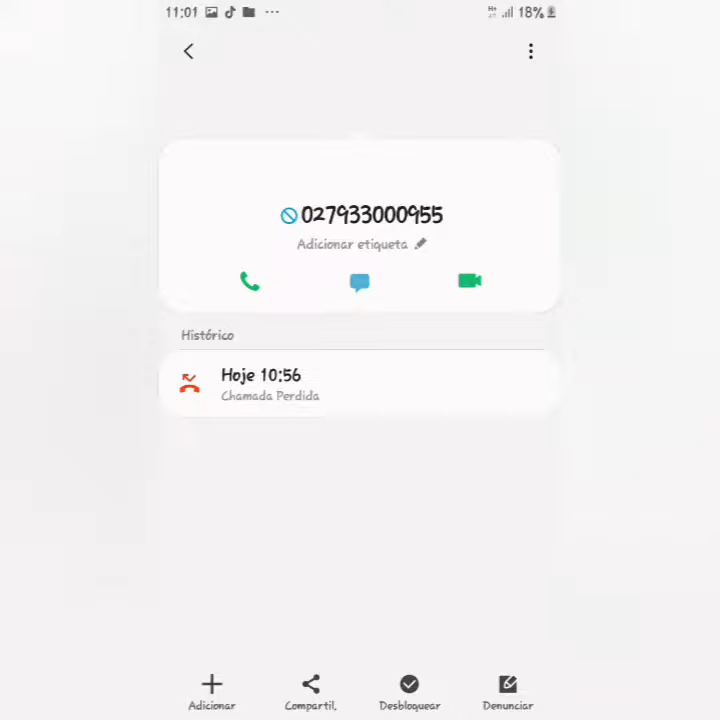 11:01 18%
027933000955
Adicionar etiqueta
Histórico
Hoje 10:56
Chamada Perdida
Adicionar Compartil. Desbloquear Denunciar